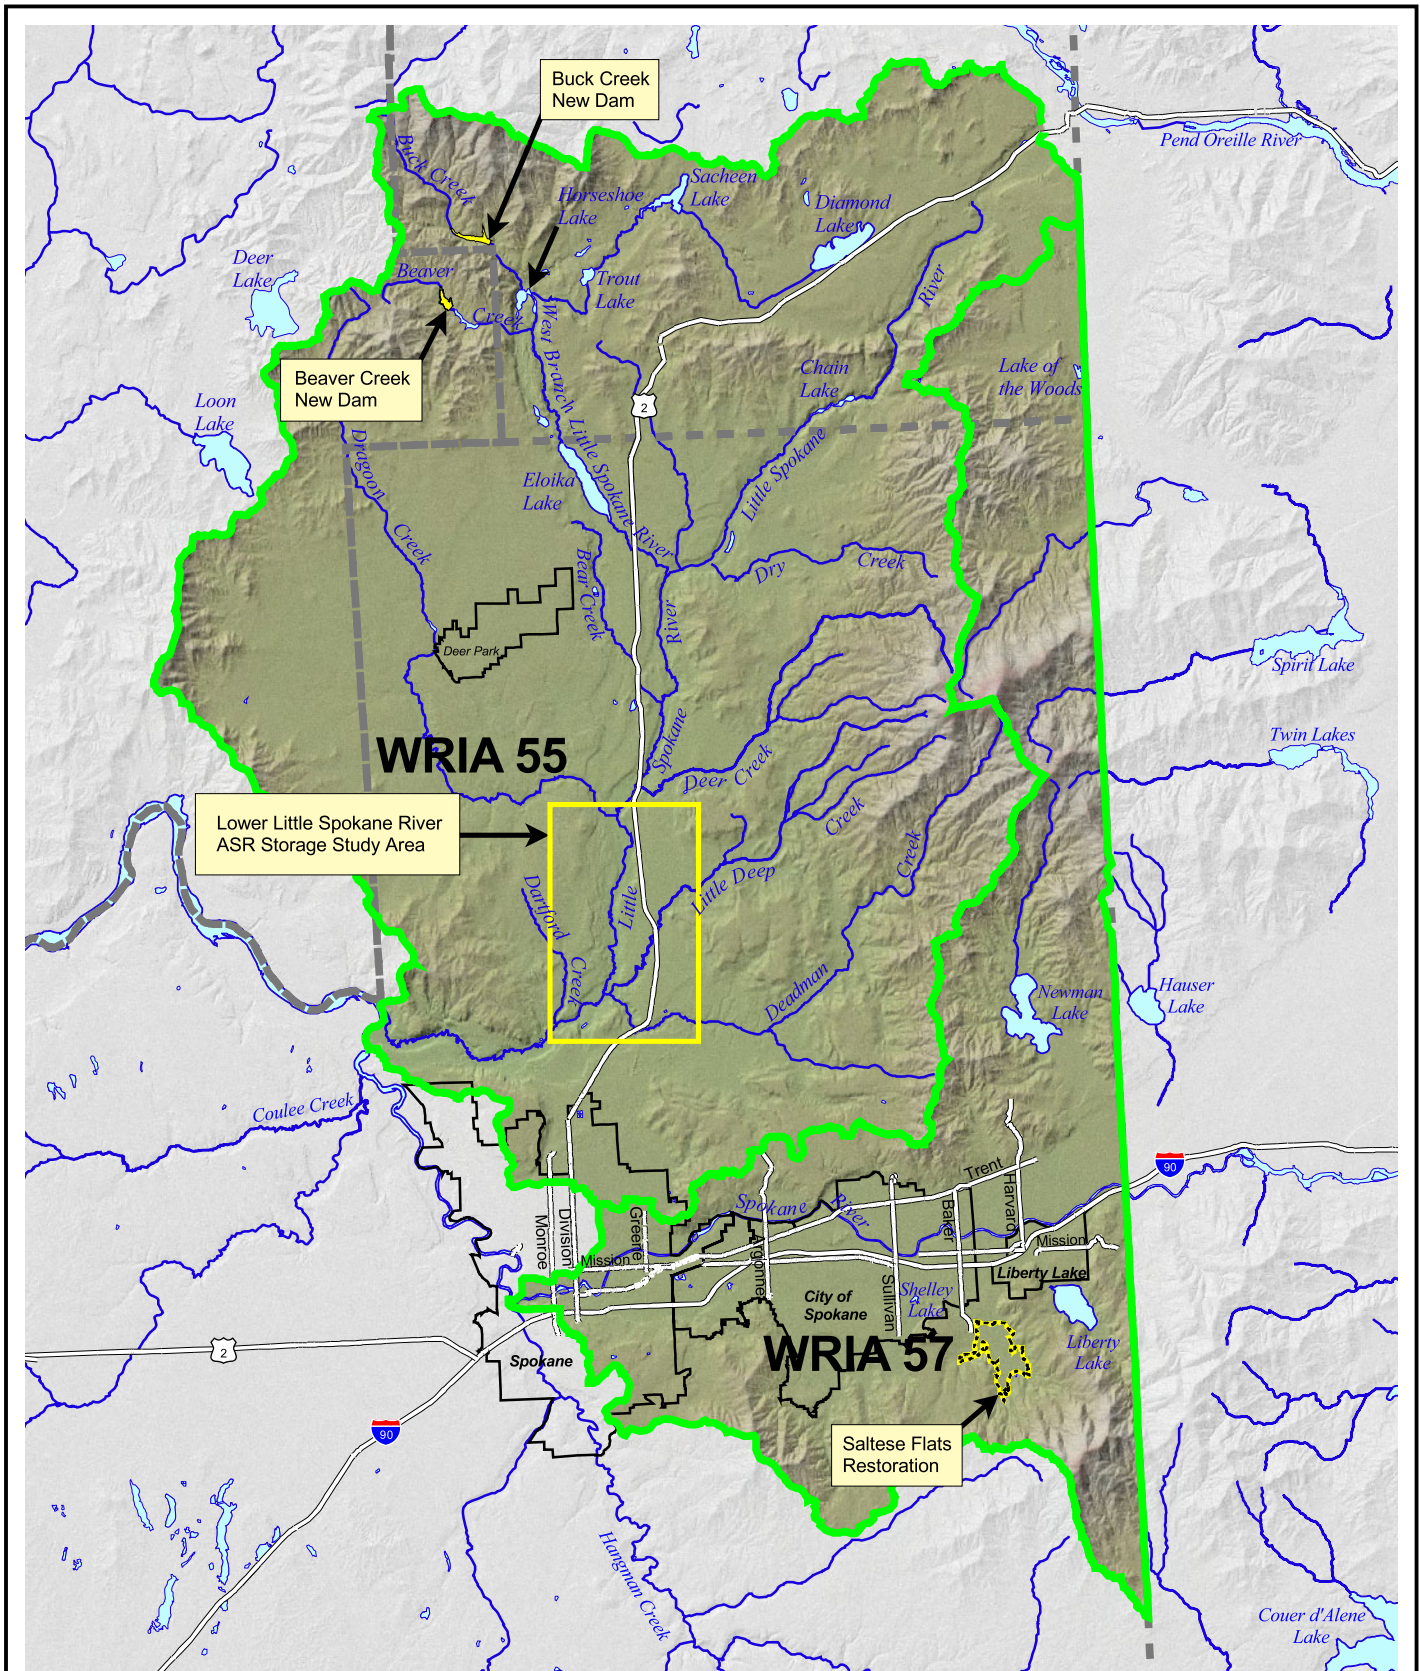 Buck Creek
New Dam
Pend Oreille River
Buck Creek
Sacheen
Lake
Horseshoe
Lake
Diamond
Lake
Deer
Lake
Beaver
Creek
Trout
Lake
River
West Branch Little Spokane River
Beaver Creek
New Dam
Chain
Lake
Lake of
the Woods
Loon
Lake
2
Dragoon
Creek
Eloika
Lake
Little Spokane
Bear Creek
Dry
Creek
River
Deer Park
Spirit Lake
Spokane
Twin Lakes
WRIA 55
Deer Creek
Lower Little Spokane River
ASR Storage Study Area
Creek
Creek
Little Deep
Little
Dartford
Creek
Deadman
Newman
Lake
Hauser
Lake
Coulee Creek
90
Trent
Harvard
Spokane
River
Baker
Monroe
Division
Greene
Mission
Argonne
Mission
Liberty Lake
Sullivan
Shelley
Lake
City of
Spokane
Liberty
Lake
2
Spokane
WRIA 57
90
Saltese Flats
Restoration
Hangman Creek
Couer d'Alene
Lake